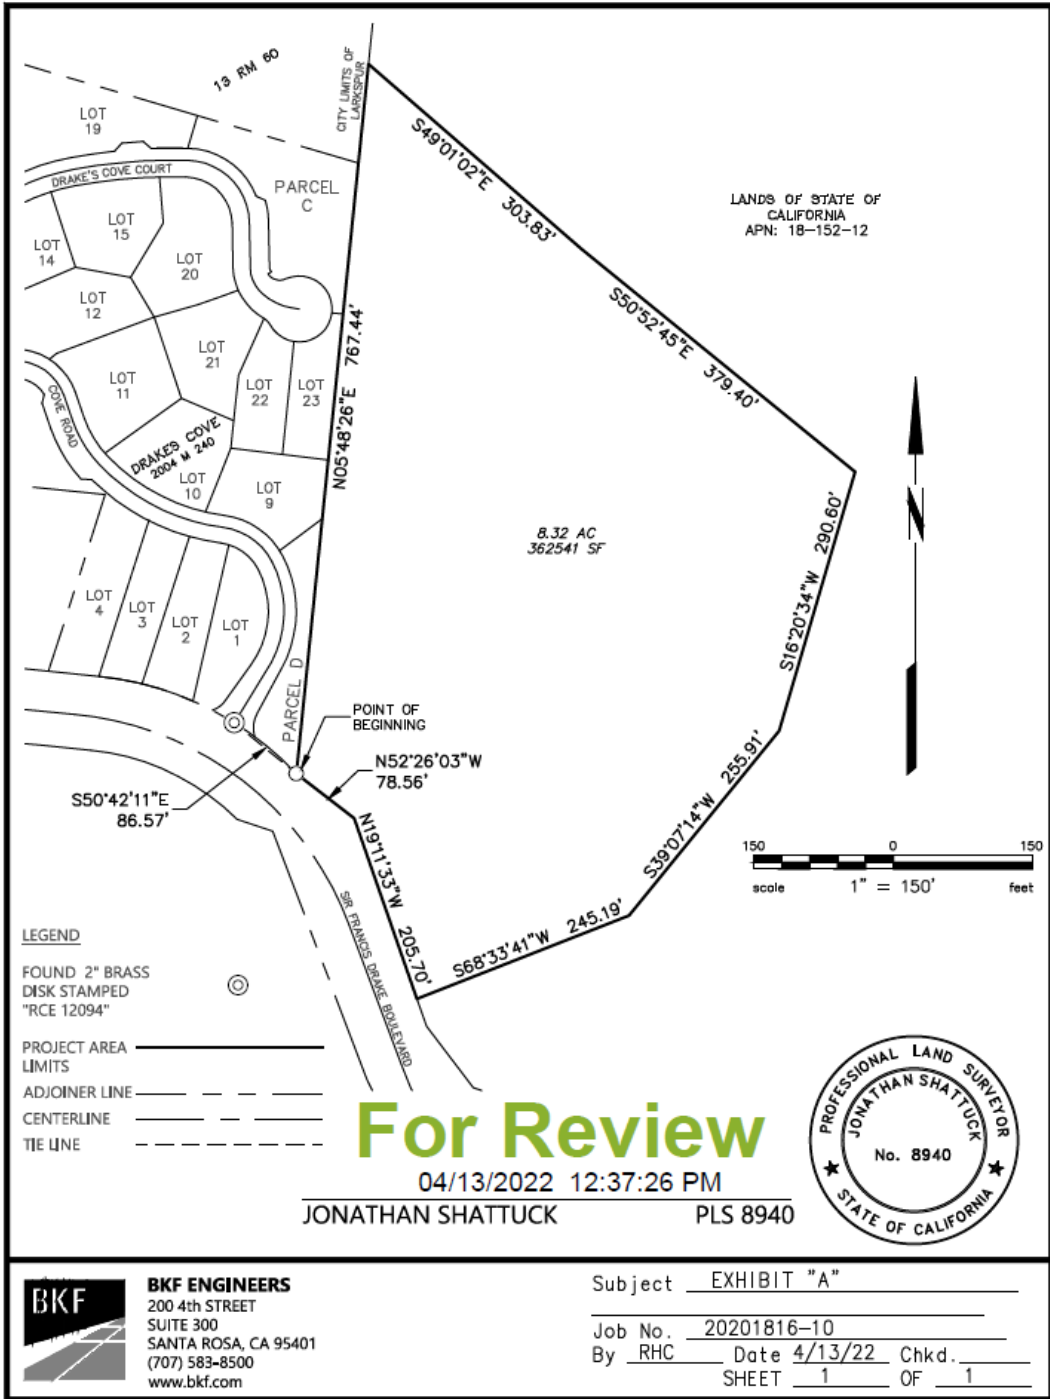 13 RM 60
CITY LIMITS OF
LARKSPUR
LOT
19
DRAKE'S COVE COURT
PARCEL
C
LOT
15
LOT
14
LOT
20
LOT
12
LOT
21
LOT
11
LOT
22
LOT
23
COVE ROAD
DRAKES COVE
2004 M 240
LOT
10
LOT
9
LOT
4
LOT
3
LOT
2
LOT
1
PARCEL D
S49°01'02"E 303.83'
LANDS OF STATE OF
CALIFORNIA
APN: 18-152-12
S50°52'45"E 379.40'
N05°48'26"E 767.44'
8.32 AC
362541 SF
S16°20'34"W 290.60'
N
POINT OF
BEGINNING
N52°26'03"W
78.56'
S50°42'11"E
86.57'
S39°07'14"W 255.91'
N19°11'33"W 205.70'
S68°33'41"W 245.19'
SIR FRANCIS DRAKE BOULEVARD
150 0 150
scale 1" = 150' feet
LEGEND
FOUND 2" BRASS
DISK STAMPED
"RCE 12094"
PROJECT AREA
LIMITS
ADJOINER LINE
CENTERLINE
TIE LINE
For Review
04/13/2022 12:37:26 PM
JONATHAN SHATTUCK PLS 8940
PROFESSIONAL LAND SURVEYOR
JONATHAN SHATTUCK
No. 8940
STATE OF CALIFORNIA
BKF
BKF ENGINEERS
200 4th STREET
SUITE 300
SANTA ROSA, CA 95401
(707) 583-8500
www.bkf.com
Subject EXHIBIT "A"
Job No. 20201816-10
By RHC Date 4/13/22 Chkd.
SHEET 1 OF 1